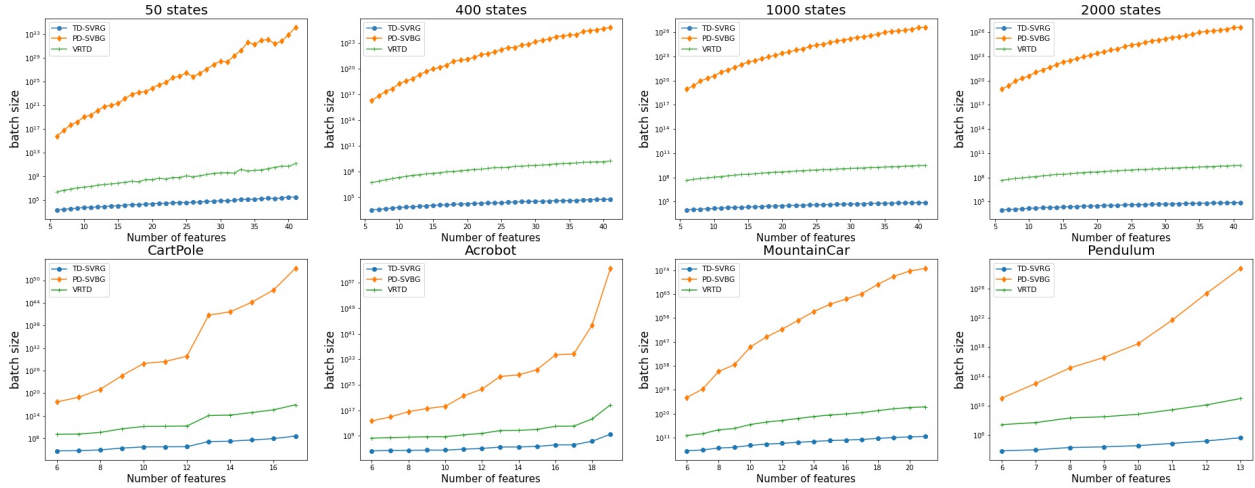 50 states
TD-SVRG
PD-SVBG
VRTD
batch size
10^33
10^29
10^25
10^21
10^17
10^13
10^9
10^5
5 10 15 20 25 30 35 40
Number of features
400 states
TD-SVRG
PD-SVBG
VRTD
batch size
10^23
10^20
10^17
10^14
10^11
10^8
10^5
5 10 15 20 25 30 35 40
Number of features
1000 states
TD-SVRG
PD-SVBG
VRTD
batch size
10^26
10^23
10^20
10^17
10^14
10^11
10^8
10^5
5 10 15 20 25 30 35 40
Number of features
2000 states
TD-SVRG
PD-SVBG
VRTD
batch size
10^26
10^23
10^20
10^17
10^14
10^11
10^8
10^5
5 10 15 20 25 30 35 40
Number of features
CartPole
TD-SVRG
PD-SVBG
VRTD
batch size
10^50
10^44
10^38
10^32
10^26
10^20
10^14
10^8
6 8 10 12 14 16
Number of features
Acrobot
TD-SVRG
PD-SVBG
VRTD
batch size
10^57
10^49
10^41
10^33
10^25
10^17
10^9
6 8 10 12 14 16 18
Number of features
MountainCar
TD-SVRG
PD-SVBG
VRTD
batch size
10^74
10^65
10^56
10^47
10^38
10^29
10^20
10^11
6 8 10 12 14 16 18 20
Number of features
Pendulum
TD-SVRG
PD-SVBG
VRTD
batch size
10^26
10^22
10^18
10^14
10^10
10^6
6 7 8 9 10 11 12 13
Number of features